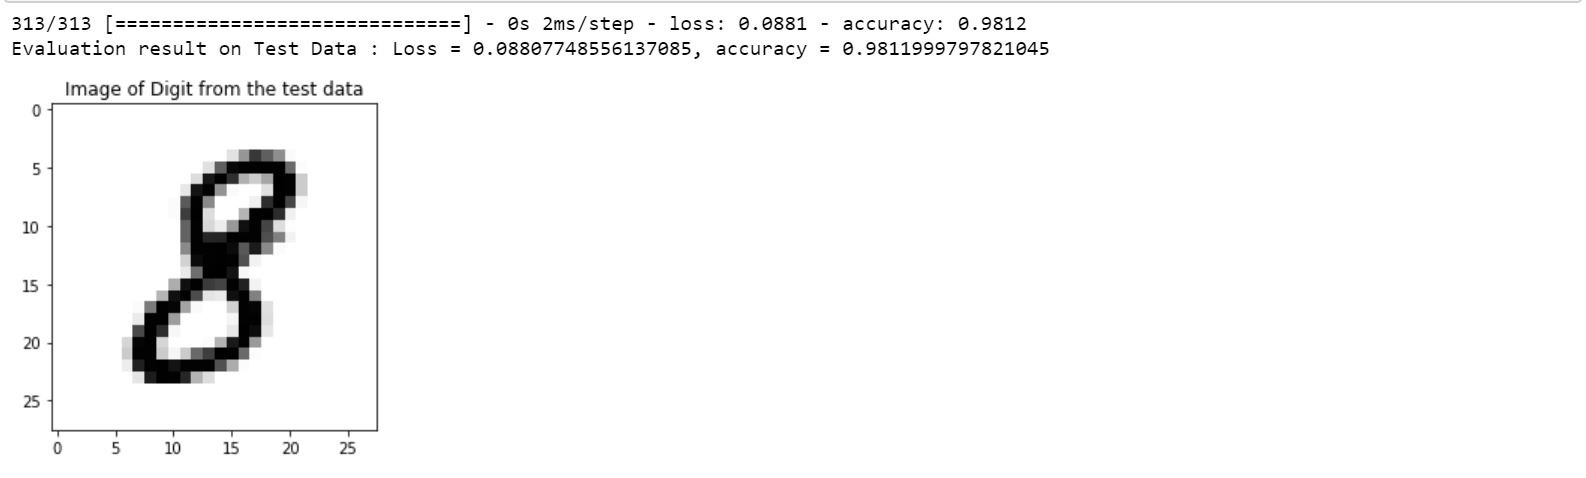 313/313 [==============================] - 0s 2ms/step - loss: 0.0881 - accuracy: 0.9812
Evaluation result on Test Data : Loss = 0.08807748556137085, accuracy = 0.9811999797821045
Image of Digit from the test data
0
5
10
15
20
25
8
0 5 10 15 20 25